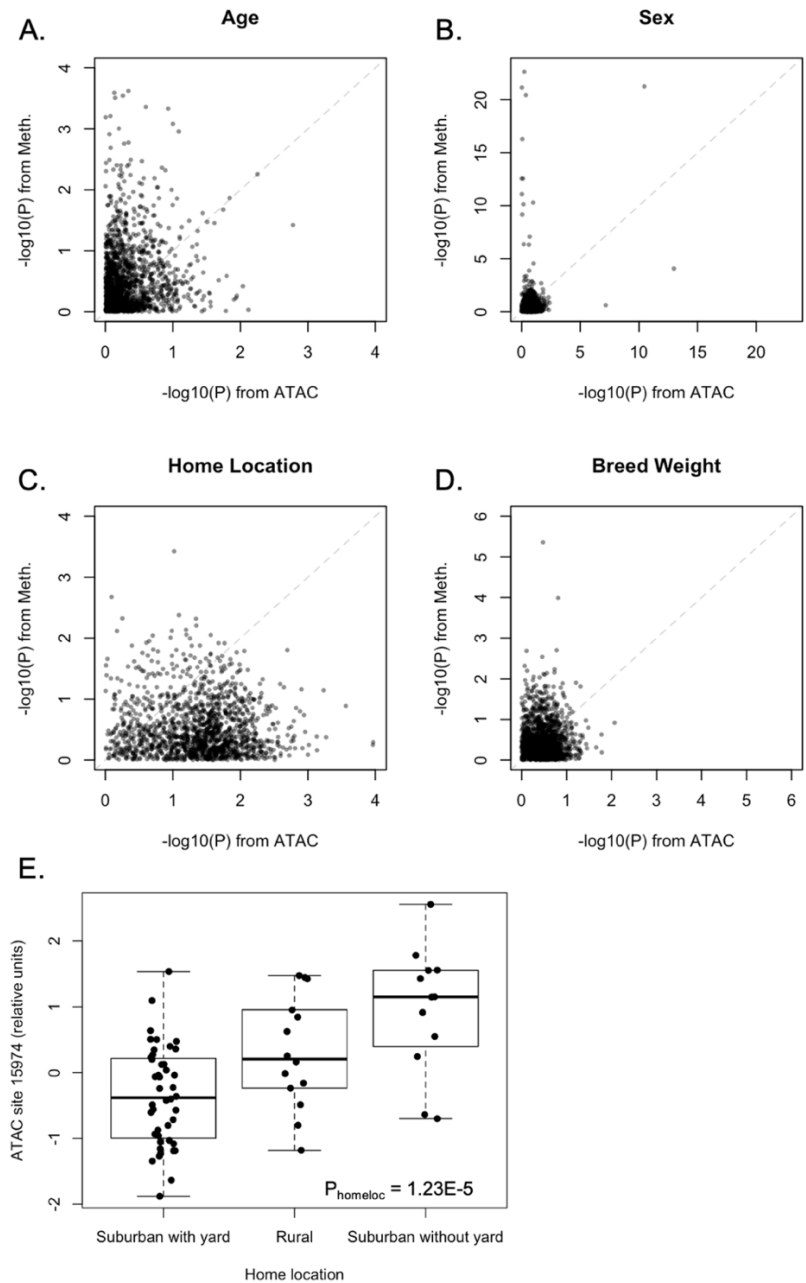 A.
Age
-log10(P) from Meth.
4
3
2
1
0
0 1 2 3 4
-log10(P) from ATAC
B.
Sex
-log10(P) from Meth.
20
15
10
5
0
0 5 10 15 20
-log10(P) from ATAC
C.
Home Location
-log10(P) from Meth.
4
3
2
1
0
0 1 2 3 4
-log10(P) from ATAC
D.
Breed Weight
-log10(P) from Meth.
6
5
4
3
2
1
0
0 1 2 3 4 5 6
-log10(P) from ATAC
E.
ATAC site 15974 (relative units)
2
1
0
-1
-2
Phomeloc = 1.23E-5
Suburban with yard Rural Suburban without yard
Home location